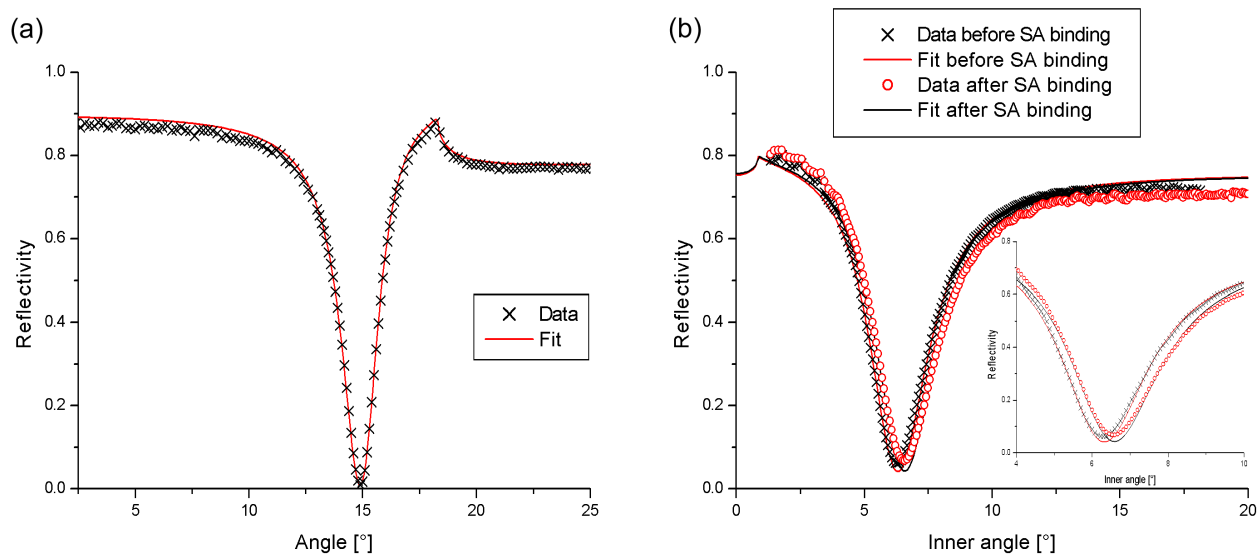 (a)
1.0
0.8
0.6
0.4
0.2
0.0
Reflectivity
5
10
15
20
25
Angle [°]
Data
Fit
(b)
Data before SA binding
Fit before SA binding
Data after SA binding
Fit after SA binding
1.0
0.8
0.6
0.4
0.2
0.0
Reflectivity
0
5
10
15
20
Inner angle [°]
0.8
0.6
0.4
0.2
0.0
Reflectivity
4
6
8
10
Inner angle [°]